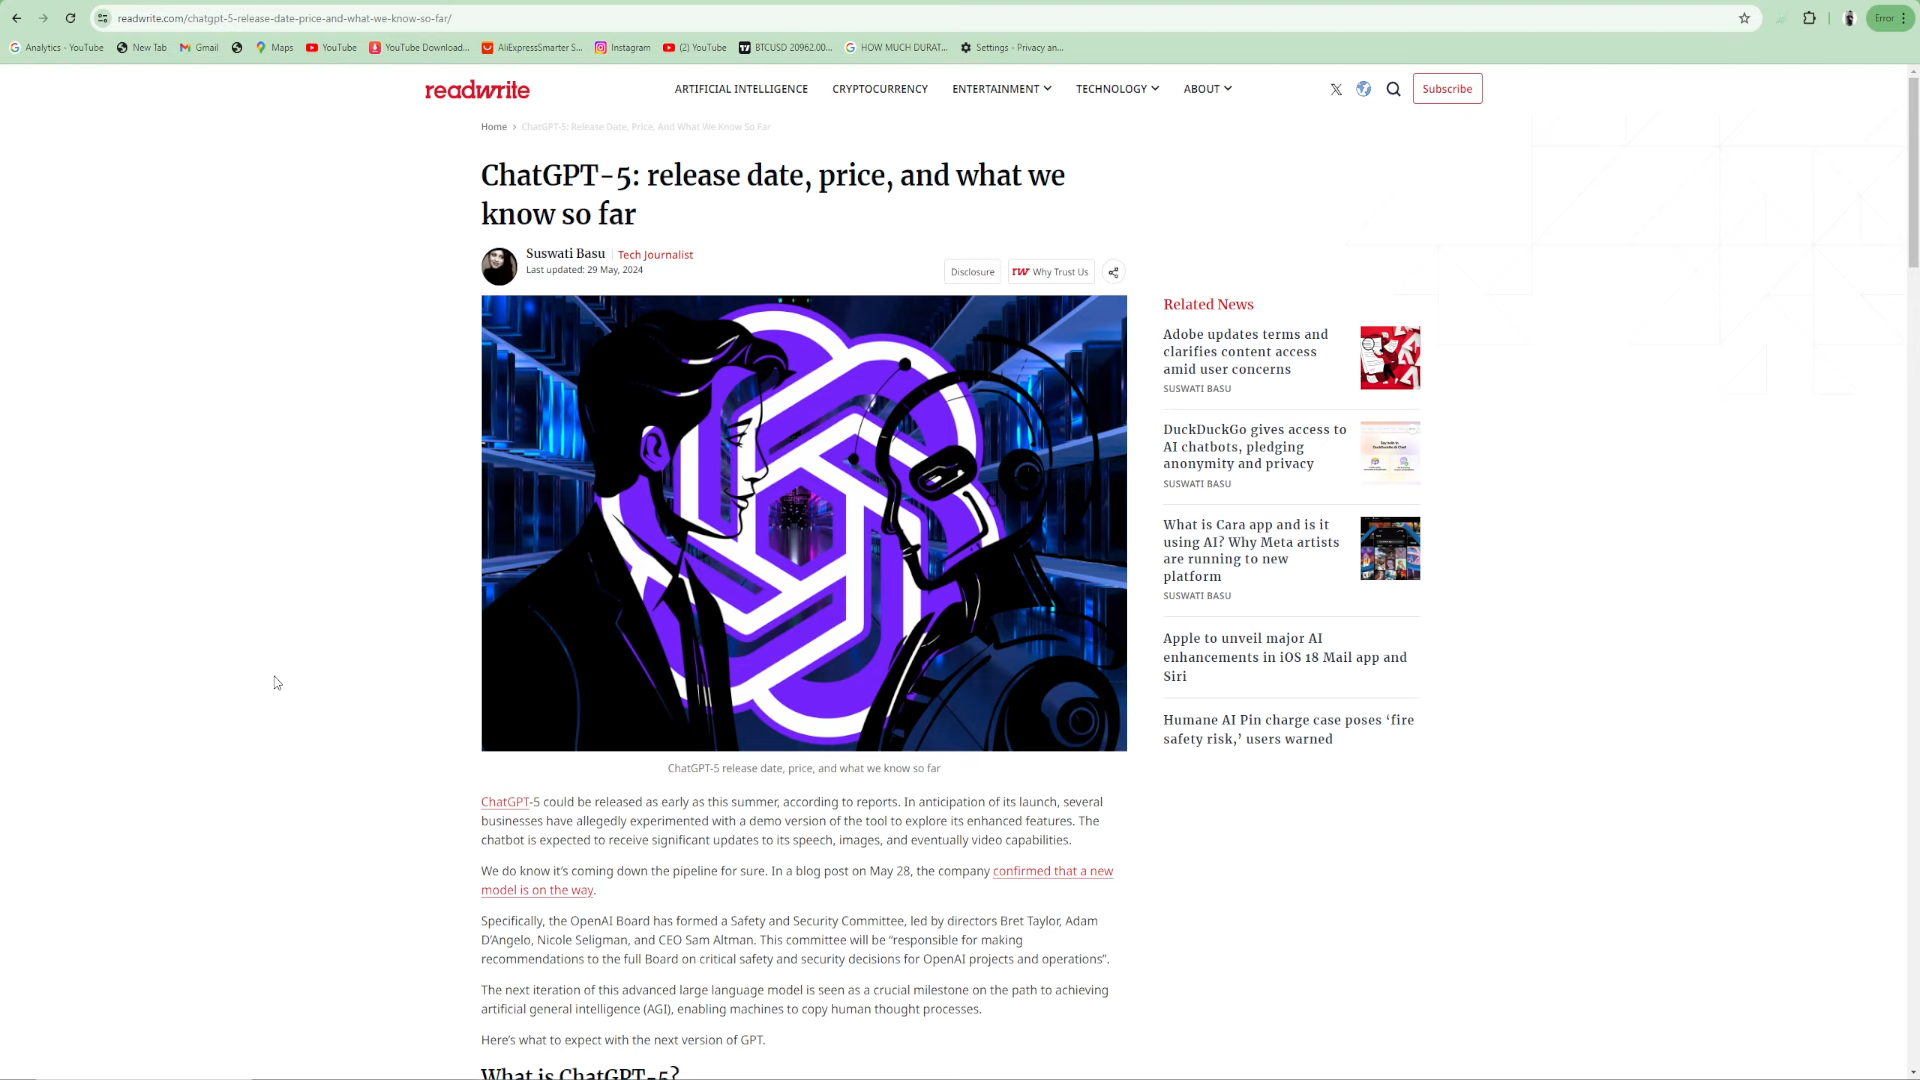 readwrite.com/chatgpt-5-release-date-price-and-what-we-know-so-far/
Error
Analytics - YouTube
New Tab
Gmail
Maps
YouTube
YouTube Download...
AliExpressSmarter S...
Instagram
(2) YouTube
BTCUSD 20962.00...
HOW MUCH DURAT...
Settings - Privacy an...
readwrite
ARTIFICIAL INTELLIGENCE
CRYPTOCURRENCY
ENTERTAINMENT
TECHNOLOGY
ABOUT
Subscribe
Home › ChatGPT-5: Release Date, Price, And What We Know So Far
ChatGPT-5: release date, price, and what we
know so far
Suswati Basu | Tech Journalist
Last updated: 29 May, 2024
Disclosure
rw Why Trust Us
ChatGPT-5 release date, price, and what we know so far
ChatGPT-5 could be released as early as this summer, according to reports. In anticipation of its launch, several
businesses have allegedly experimented with a demo version of the tool to explore its enhanced features. The
chatbot is expected to receive significant updates to its speech, images, and eventually video capabilities.
We do know it’s coming down the pipeline for sure. In a blog post on May 28, the company confirmed that a new
model is on the way.
Specifically, the OpenAI Board has formed a Safety and Security Committee, led by directors Bret Taylor, Adam
D’Angelo, Nicole Seligman, and CEO Sam Altman. This committee will be “responsible for making
recommendations to the full Board on critical safety and security decisions for OpenAI projects and operations”.
The next iteration of this advanced large language model is seen as a crucial milestone on the path to achieving
artificial general intelligence (AGI), enabling machines to copy human thought processes.
Here’s what to expect with the next version of GPT.
What is ChatGPT-5?
Related News
Adobe updates terms and
clarifies content access
amid user concerns
SUSWATI BASU
DuckDuckGo gives access to
AI chatbots, pledging
anonymity and privacy
SUSWATI BASU
What is Cara app and is it
using AI? Why Meta artists
are running to new
platform
SUSWATI BASU
Apple to unveil major AI
enhancements in iOS 18 Mail app and
Siri
Humane AI Pin charge case poses ‘fire
safety risk,’ users warned